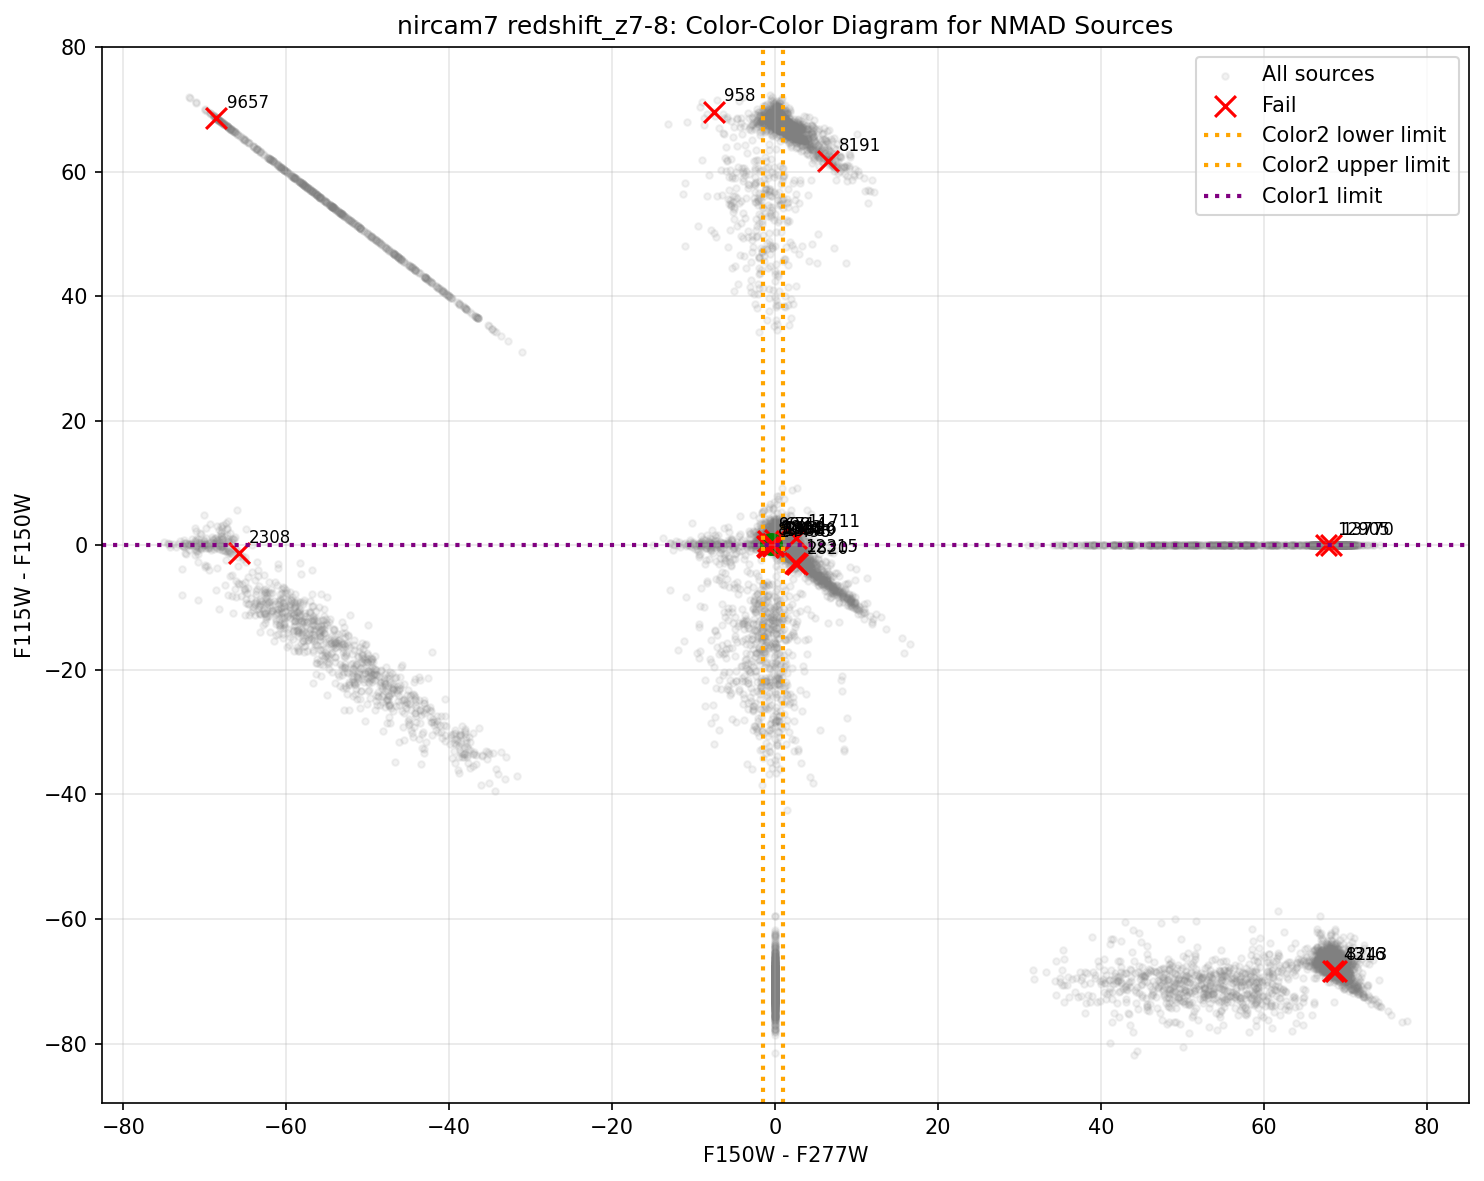 nircam7 redshift_z7-8: Color-Color Diagram for NMAD Sources
All sources
Fail
Color2 lower limit
Color2 upper limit
Color1 limit
9657
958
8191
2308
11711
F115W - F150W
80
60
40
20
0
−20
−40
−60
−80
−80
−60
−40
−20
0
20
40
60
80
F150W - F277W